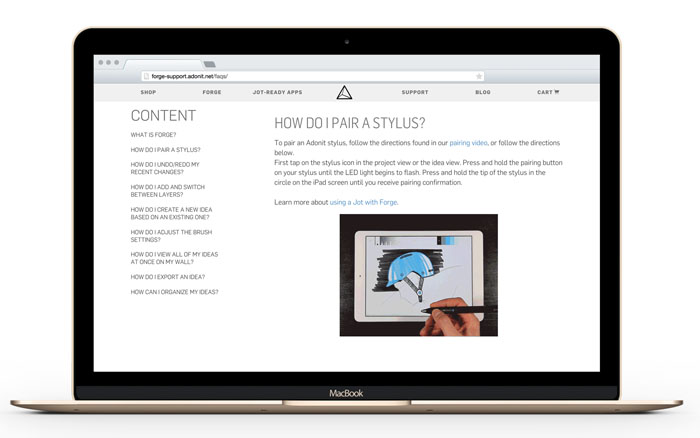 forge-support.adonit.net/faqs/
SHOP FORGE JOT-READY APPS SUPPORT BLOG CART
CONTENT
WHAT IS FORGE?
HOW DO I PAIR A STYLUS?
HOW DO I UNDO/REDO MY
RECENT CHANGES?
HOW DO I ADD AND SWITCH
BETWEEN LAYERS?
HOW DO I CREATE A NEW IDEA
BASED ON AN EXISTING ONE?
HOW DO I ADJUST THE BRUSH
SETTINGS?
HOW DO I VIEW ALL OF MY IDEAS
AT ONCE ON MY WALL?
HOW DO I EXPORT AN IDEA?
HOW CAN I ORGANIZE MY IDEAS?
HOW DO I PAIR A STYLUS?
To pair an Adonit stylus, follow the directions found in our pairing video, or follow the directions
below.
First tap on the stylus icon in the project view or the idea view. Press and hold the pairing button
on your stylus until the LED light begins to flash. Press and hold the tip of the stylus in the
circle on the iPad screen until you receive pairing confirmation.
Learn more about using a Jot with Forge.
MacBook